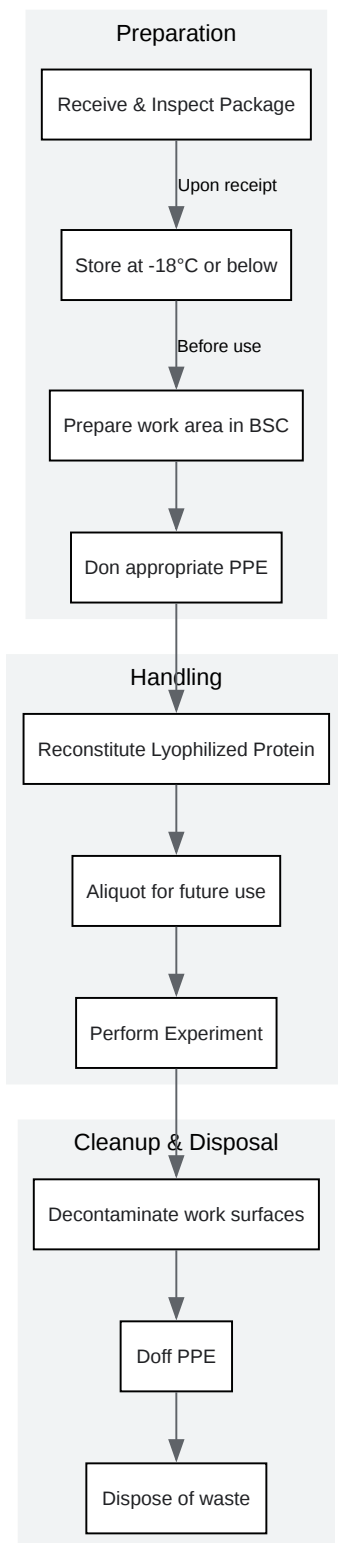 Preparation
Receive & Inspect Package
Upon receipt
Store at -18°C or below
Before use
Prepare work area in BSC
Don appropriate PPE
Handling
Reconstitute Lyophilized Protein
Aliquot for future use
Perform Experiment
Cleanup & Disposal
Decontaminate work surfaces
Doff PPE
Dispose of waste